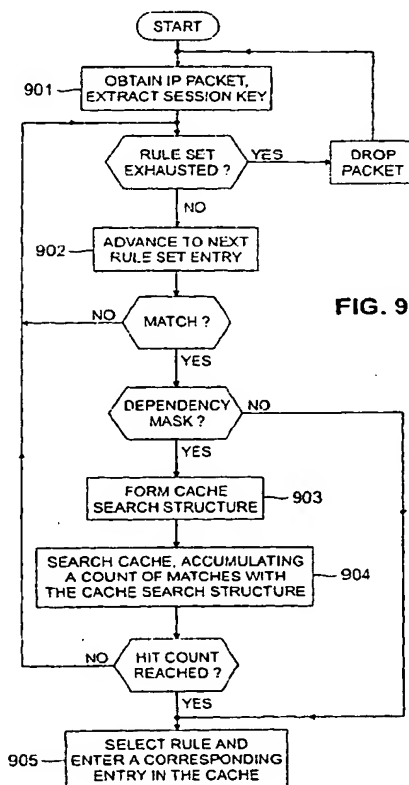 START
901
OBTAIN IP PACKET,
EXTRACT SESSION KEY
RULE SET
EXHAUSTED ?
YES
DROP
PACKET
NO
902
ADVANCE TO NEXT
RULE SET ENTRY
FIG. 9
NO
MATCH ?
YES
DEPENDENCY
MASK ?
NO
YES
FORM CACHE
SEARCH STRUCTURE
903
SEARCH CACHE, ACCUMULATING
A COUNT OF MATCHES WITH
THE CACHE SEARCH STRUCTURE
904
NO
HIT COUNT
REACHED ?
YES
905
SELECT RULE AND
ENTER A CORRESPONDING
ENTRY IN THE CACHE